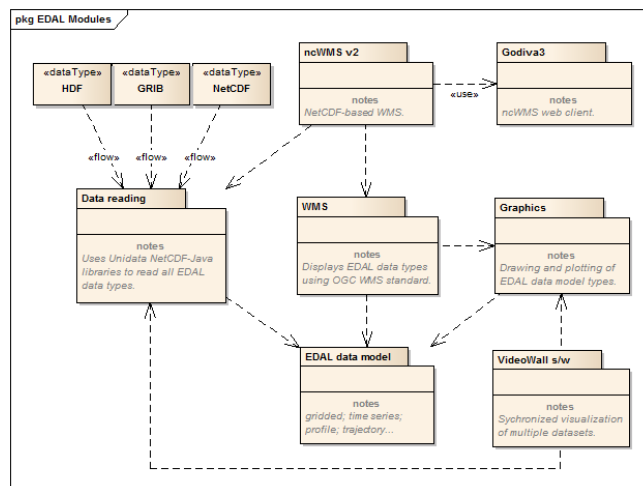 pkg EDAL Modules
«dataType»
HDF
«dataType»
GRIB
«dataType»
NetCDF
ncWMS v2
notes
NetCDF-based WMS.
Godiva3
notes
ncWMS web client.
«use»
«flow»
«flow»
«flow»
Data reading
notes
Uses Unidata NetCDF-Java
libraries to read all EDAL
data types.
WMS
notes
Displays EDAL data types
using OGC WMS standard.
Graphics
notes
Drawing and plotting of
EDAL data model types.
EDAL data model
notes
gridded; time series;
profile; trajectory...
VideoWall s/w
notes
Sychronized visualization
of multiple datasets.